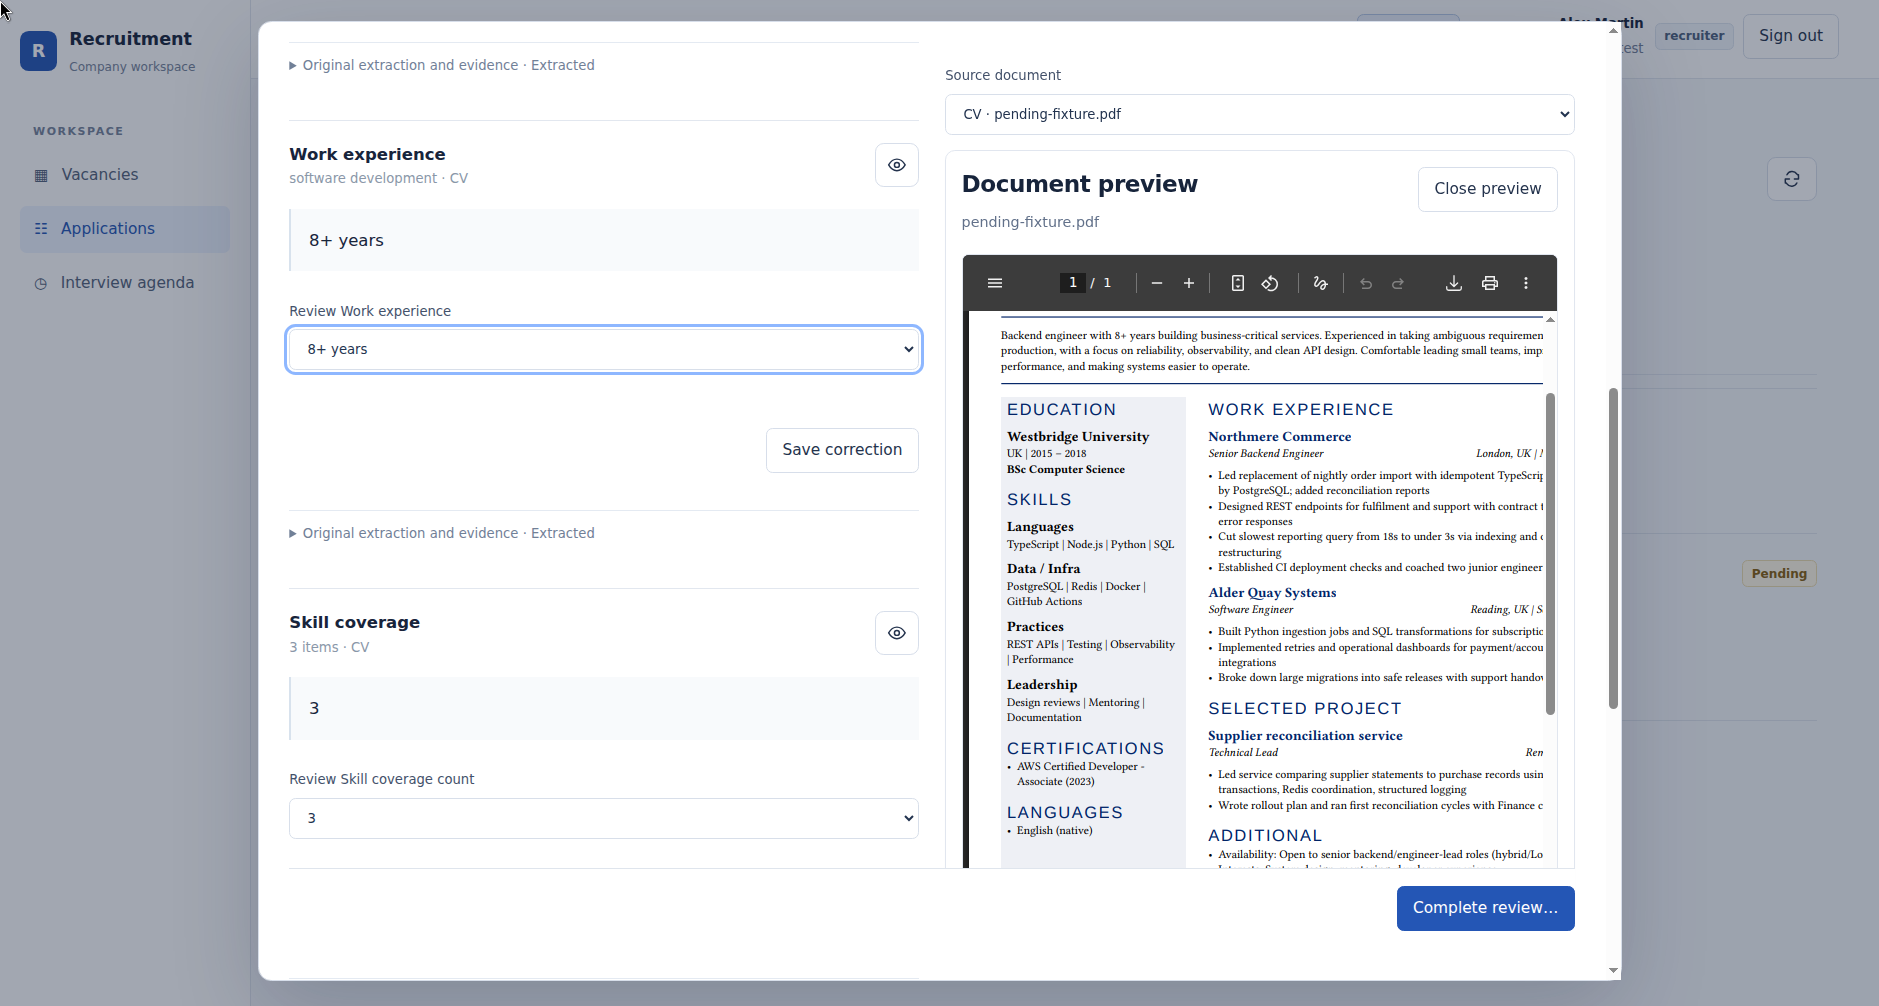 R
Recruitment
Company workspace
WORKSPACE
Vacancies
Applications
Interview agenda
recruiter
Sign out
Pending
Original extraction and evidence · Extracted
Work experience
software development · CV
8+ years
Review Work experience
8+ years
Save correction
Original extraction and evidence · Extracted
Skill coverage
3 items · CV
3
Review Skill coverage count
3
Source document
CV · pending-fixture.pdf
Document preview
Close preview
pending-fixture.pdf
1 / 1
Backend engineer with 8+ years building business-critical services. Experienced in taking ambiguous
production, with a focus on reliability, observability, and clean API design. Comfortable leading small teams,
performance, and making systems easier to operate.
EDUCATION
Westbridge University
UK | 2015 – 2018
BSc Computer Science
SKILLS
Languages
TypeScript | Node.js | Python | SQL
Data / Infra
PostgreSQL | Redis | Docker |
GitHub Actions
Practices
REST APIs | Testing | Observability
| Performance
Leadership
Design reviews | Mentoring |
Documentation
CERTIFICATIONS
• AWS Certified Developer -
Associate (2023)
LANGUAGES
• English (native)
WORK EXPERIENCE
Northmere Commerce
Senior Backend Engineer London, UK |
• Led replacement of nightly order import with idempotent
by PostgreSQL; added reconciliation reports
• Designed REST endpoints for fulfilment and support with contract
error responses
• Cut slowest reporting query from 18s to under 3s via indexing and
restructuring
• Established CI deployment checks and coached two junior engineer
Alder Quay Systems
Software Engineer Reading, UK |
• Built Python ingestion jobs and SQL transformations for
• Implemented retries and operational dashboards for
integrations
• Broke down large migrations into safe releases with support
SELECTED PROJECT
Supplier reconciliation service
Technical Lead
• Led service comparing supplier statements to purchase records
transactions, Redis coordination, structured logging
• Wrote rollout plan and ran first reconciliation cycles with Finance
ADDITIONAL
• Availability: Open to senior backend/engineer-lead roles
Complete review...